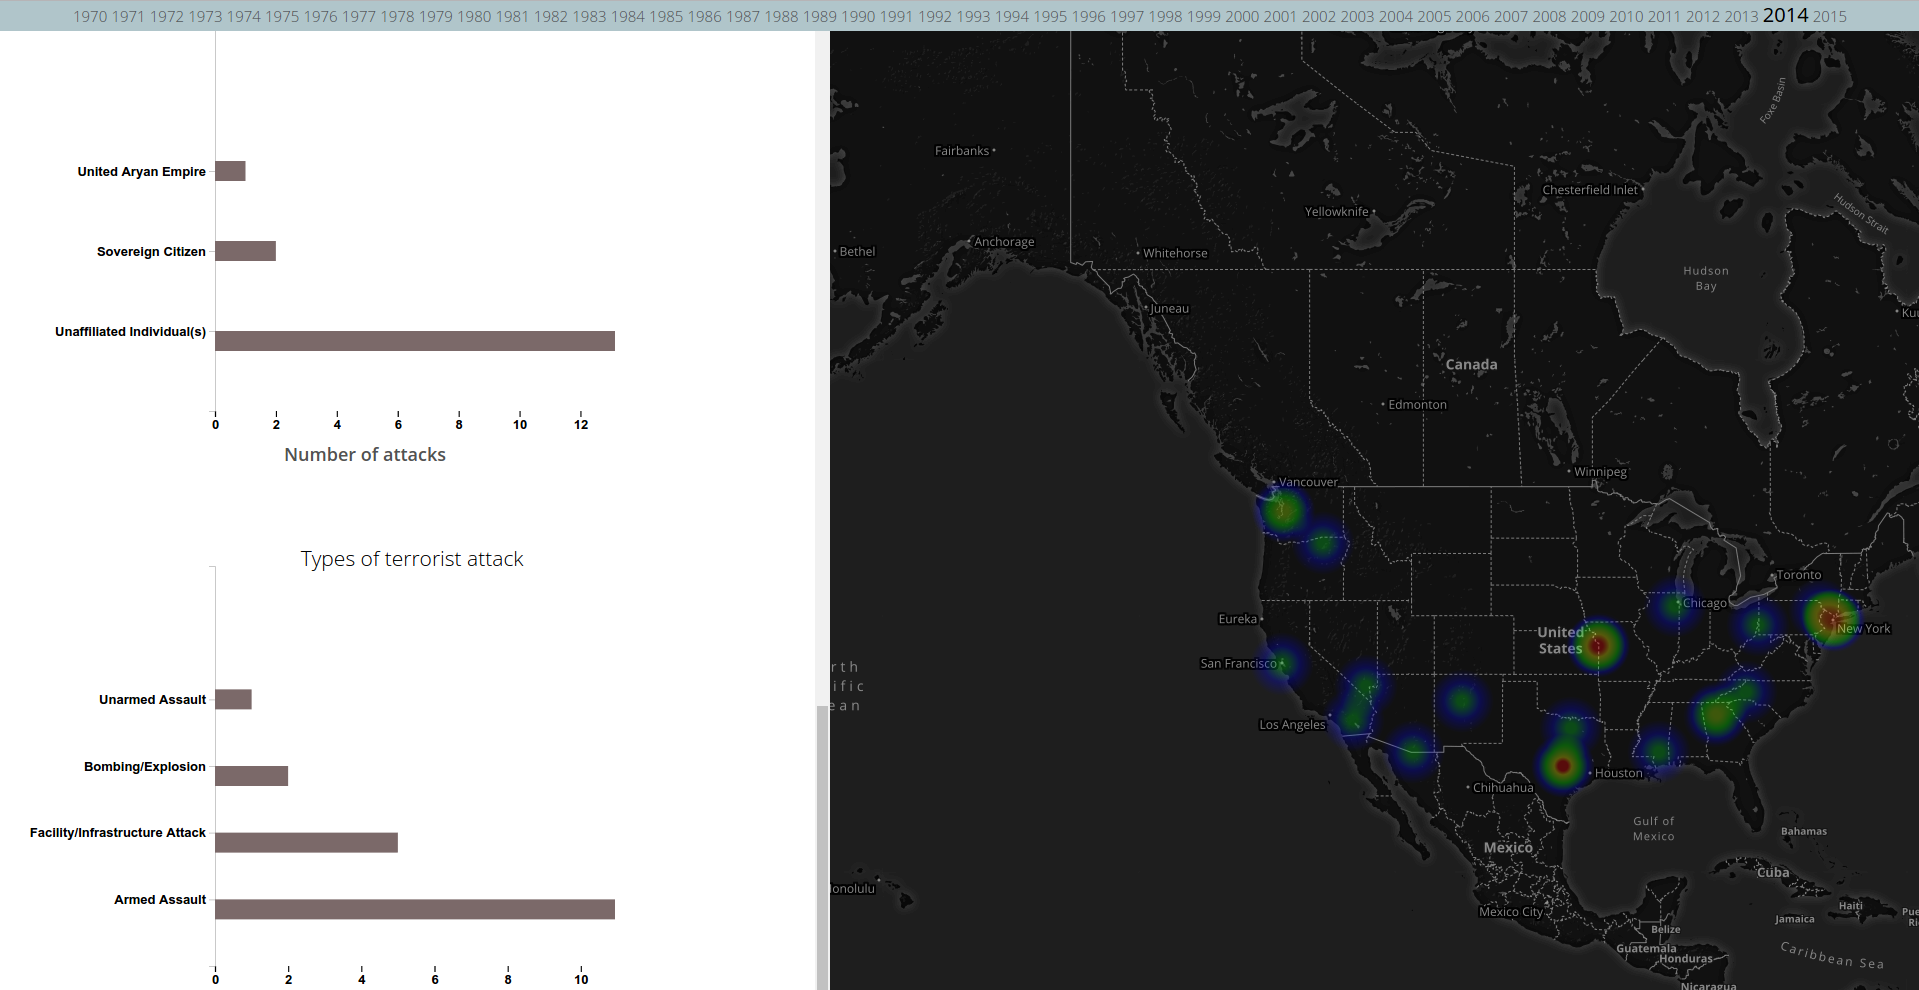 1970 1971 1972 1973 1974 1975 1976 1977 1978 1979 1980 1981 1982 1983 1984 1985 1986 1987 1988 1989 1990 1991 1992 1993 1994 1995 1996 1997 1998 1999 2000 2001 2002 2003 2004 2005 2006 2007 2008 2009 2010 2011 2012 2013 2014 2015
United Aryan Empire
Sovereign Citizen
Unaffiliated Individual(s)
0 2 4 6 8 10 12
Number of attacks
Types of terrorist attack
Unarmed Assault
Bombing/Explosion
Facility/Infrastructure Attack
Armed Assault
0 2 4 6 8 10
Foxe Basin
Fairbanks
Chesterfield Inlet
Yellowknife
Hudson Strait
Anchorage
Bethel
Whitehorse
Hudson
Bay
Juneau
Ku
Canada
Edmonton
Winnipeg
Vancouver
Toronto
Chicago
Eureka
New York
United
States
San Francisco
rth
ific
ean
Los Angeles
Houston
Chihuahua
Gulf of
Mexico
Bahamas
Mexico
Cuba
onolulu
Haiti
Mexico City
Jamaica
Pue
Ri
Belize
Guatemala
Honduras
Caribbean Sea
Nicaragua